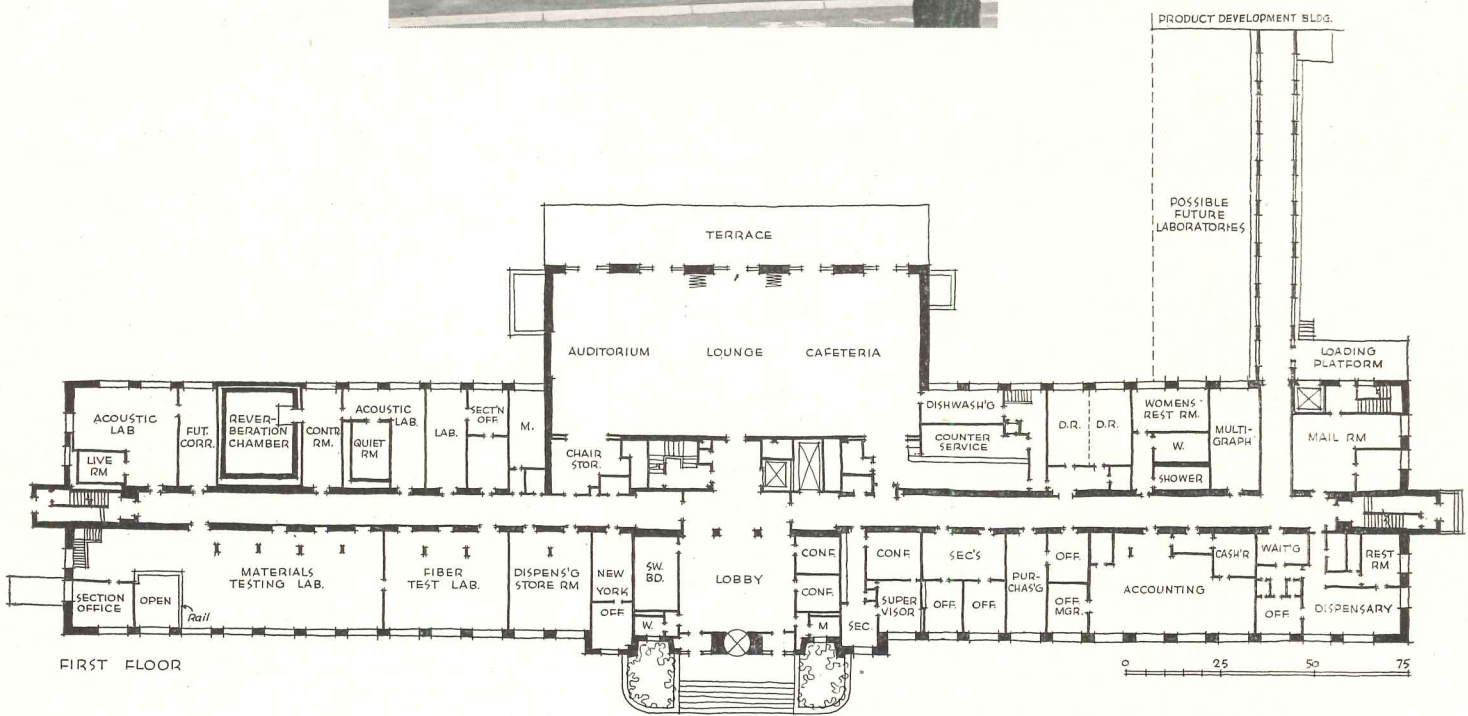 PRODUCT DEVELOPMENT BLDG.
POSSIBLE
FUTURE
LABORATORIES
TERRACE
AUDITORIUM
LOUNGE
CAFETERIA
LOADING
PLATFORM
ACOUSTIC
LAB
LIVE
RM
FUT.
CORR.
REVER-
BERATION
CHAMBER
CONTR.
RM.
ACOUSTIC
LAB.
QUIET
RM
LAB.
SECT'N
OFF.
M.
CHAIR
STOR.
DISHWASH'G
COUNTER
SERVICE
D.R.
D.R.
WOMENS
REST RM.
W.
SHOWER
MULTI-
GRAPH
MAIL RM
MATERIALS
TESTING LAB.
SECTION
OFFICE
OPEN
Rail
FIBER
TEST LAB.
DISPENS'G
STORE RM
NEW
YORK
OFF.
SW.
BD.
W.
LOBBY
CONF.
CONF.
M
SEC.
CONF.
SUPER
VISOR
SEC'S
OFF.
OFF.
PUR-
CHAS'G
OFF.
OFF.
MGR.
ACCOUNTING
CASH'R
WAIT'G
OFF.
REST
RM
DISPENSARY
FIRST FLOOR
0 25 50 75